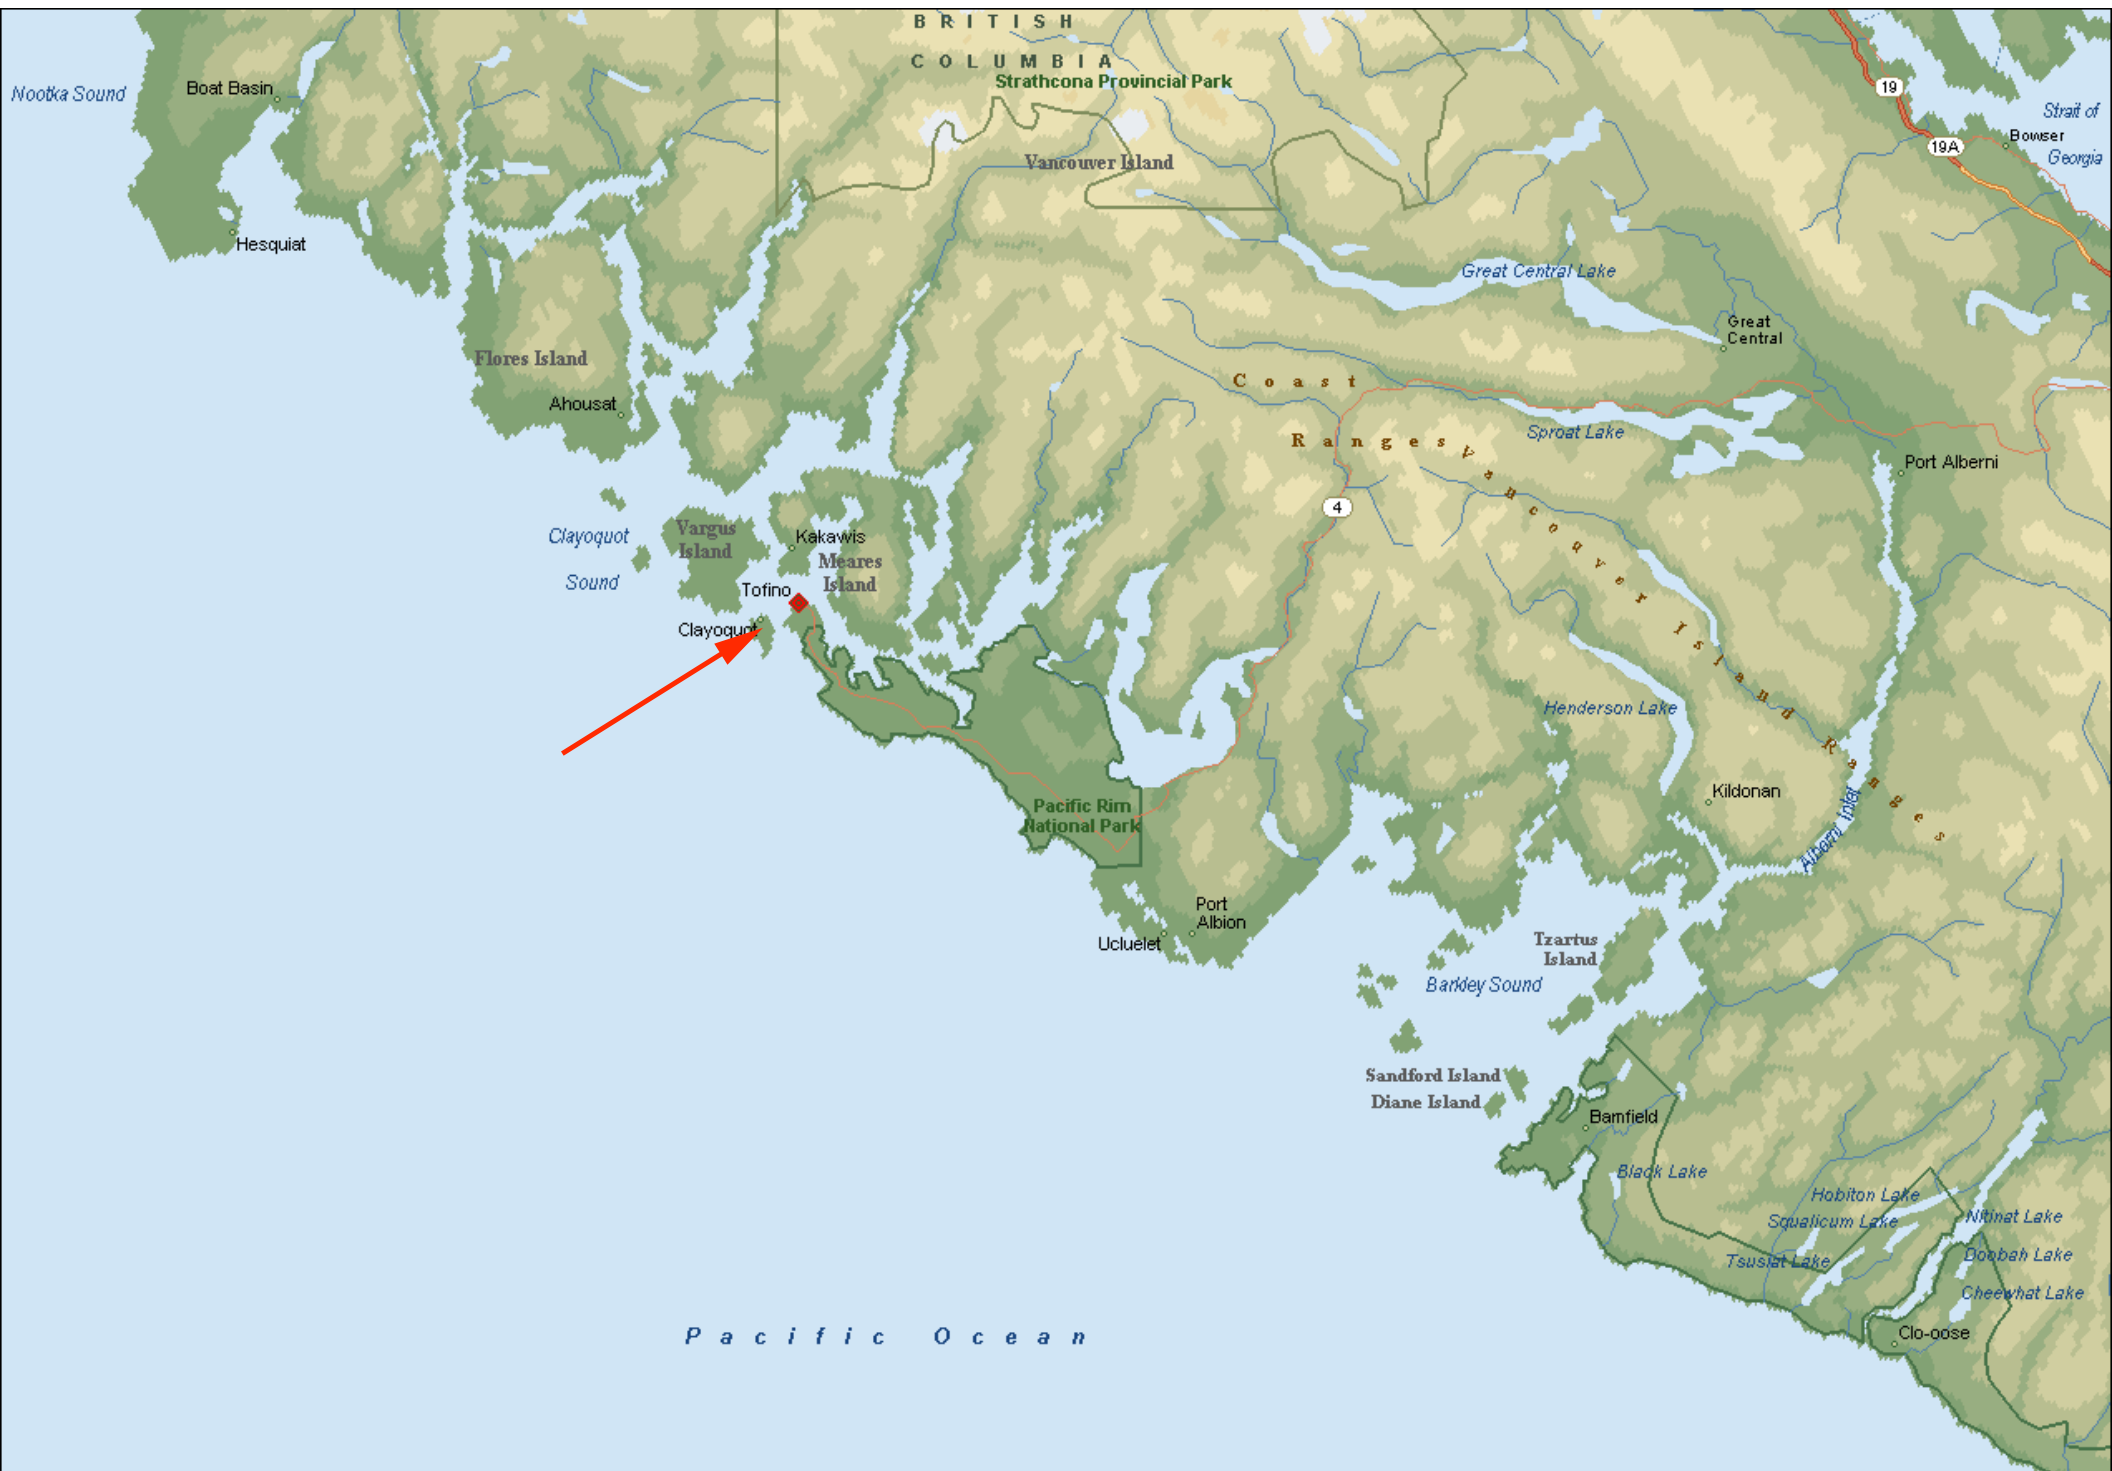 BRITISH
COLUMBIA
Strathcona Provincial Park
Nootka Sound
Boat Basin
19
Strait of
Georgia
Bowser
19A
Vancouver Island
Hesquiat
Great Central Lake
Great
Central
Flores Island
Ahousat
Coast
Ranges
Sproat Lake
Port Alberni
Vancouver Island Ranges
4
Clayoquot
Sound
Vargus
Island
Kakawis
Meares
Island
Tofino
Clayoquot
Henderson Lake
Kildonan
Alberni Inlet
Pacific Rim
National Park
Port
Albion
Ucluelet
Tzartus
Island
Barkley Sound
Sandford Island
Diane Island
Bamfield
Black Lake
Hobiton Lake
Squalicum Lake
Nitinat Lake
Tsusiat Lake
Doobah Lake
Cheewhat Lake
Clo-oose
Pacific Ocean